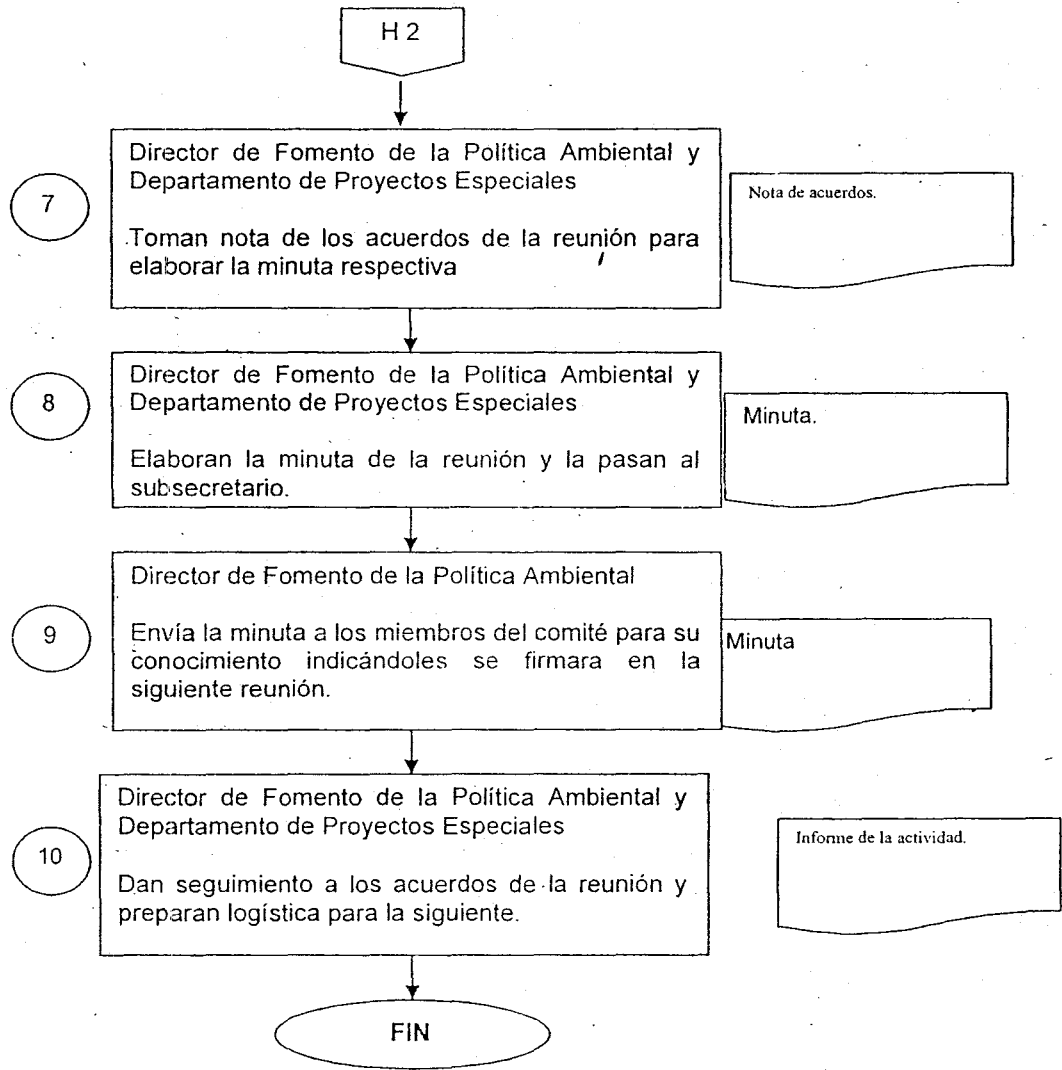 H 2
Director de Fomento de la Política Ambiental y
Departamento de Proyectos Especiales
Toman nota de los acuerdos de la reunión para
elaborar la minuta respectiva
7
Nota de acuerdos.
Director de Fomento de la Política Ambiental y
Departamento de Proyectos Especiales
Elaboran la minuta de la reunión y la pasan al
subsecretario.
8
Minuta.
Director de Fomento de la Política Ambiental
Envía la minuta a los miembros del comité para su
conocimiento indicándoles se firmara en la
siguiente reunión.
9
Minuta
Director de Fomento de la Política Ambiental y
Departamento de Proyectos Especiales
Dan seguimiento a los acuerdos de la reunión y
preparan logística para la siguiente.
10
Informe de la actividad.
FIN